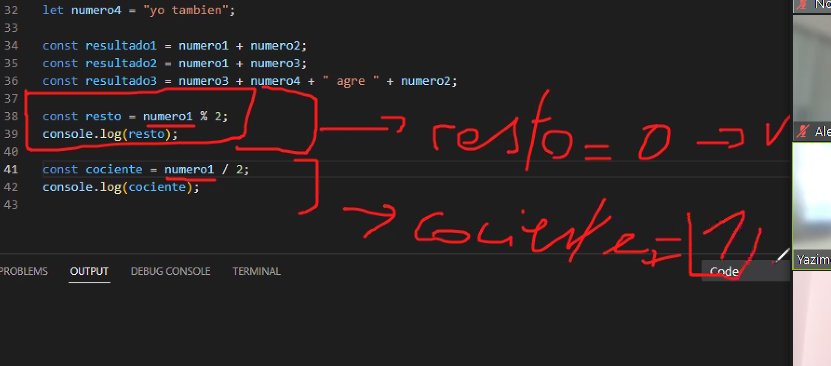 32 let numero4 = "yo tambien";
33
34 const resultado1 = numero1 + numero2;
35 const resultado2 = numero1 + numero3;
36 const resultado3 = numero3 + numero4 + " agre " + numero2;
37
38 const resto = numero1 % 2;
39 console.log(resto);
40
41 const cociente = numero1 / 2;
42 console.log(cociente);
43
resto = 0
cociente =
PROBLEMS OUTPUT DEBUG CONSOLE TERMINAL
Code
No
Ale
Yazim